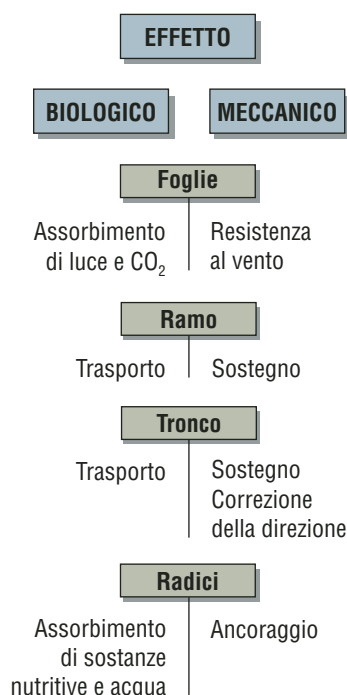 EFFETTO
BIOLOGICO
MECCANICO
Foglie
Assorbimento
di luce e CO₂
Resistenza
al vento
Ramo
Trasporto
Sostegno
Tronco
Trasporto
Sostegno
Correzione
della direzione
Radici
Assorbimento
di sostanze
nutritive e acqua
Ancoraggio